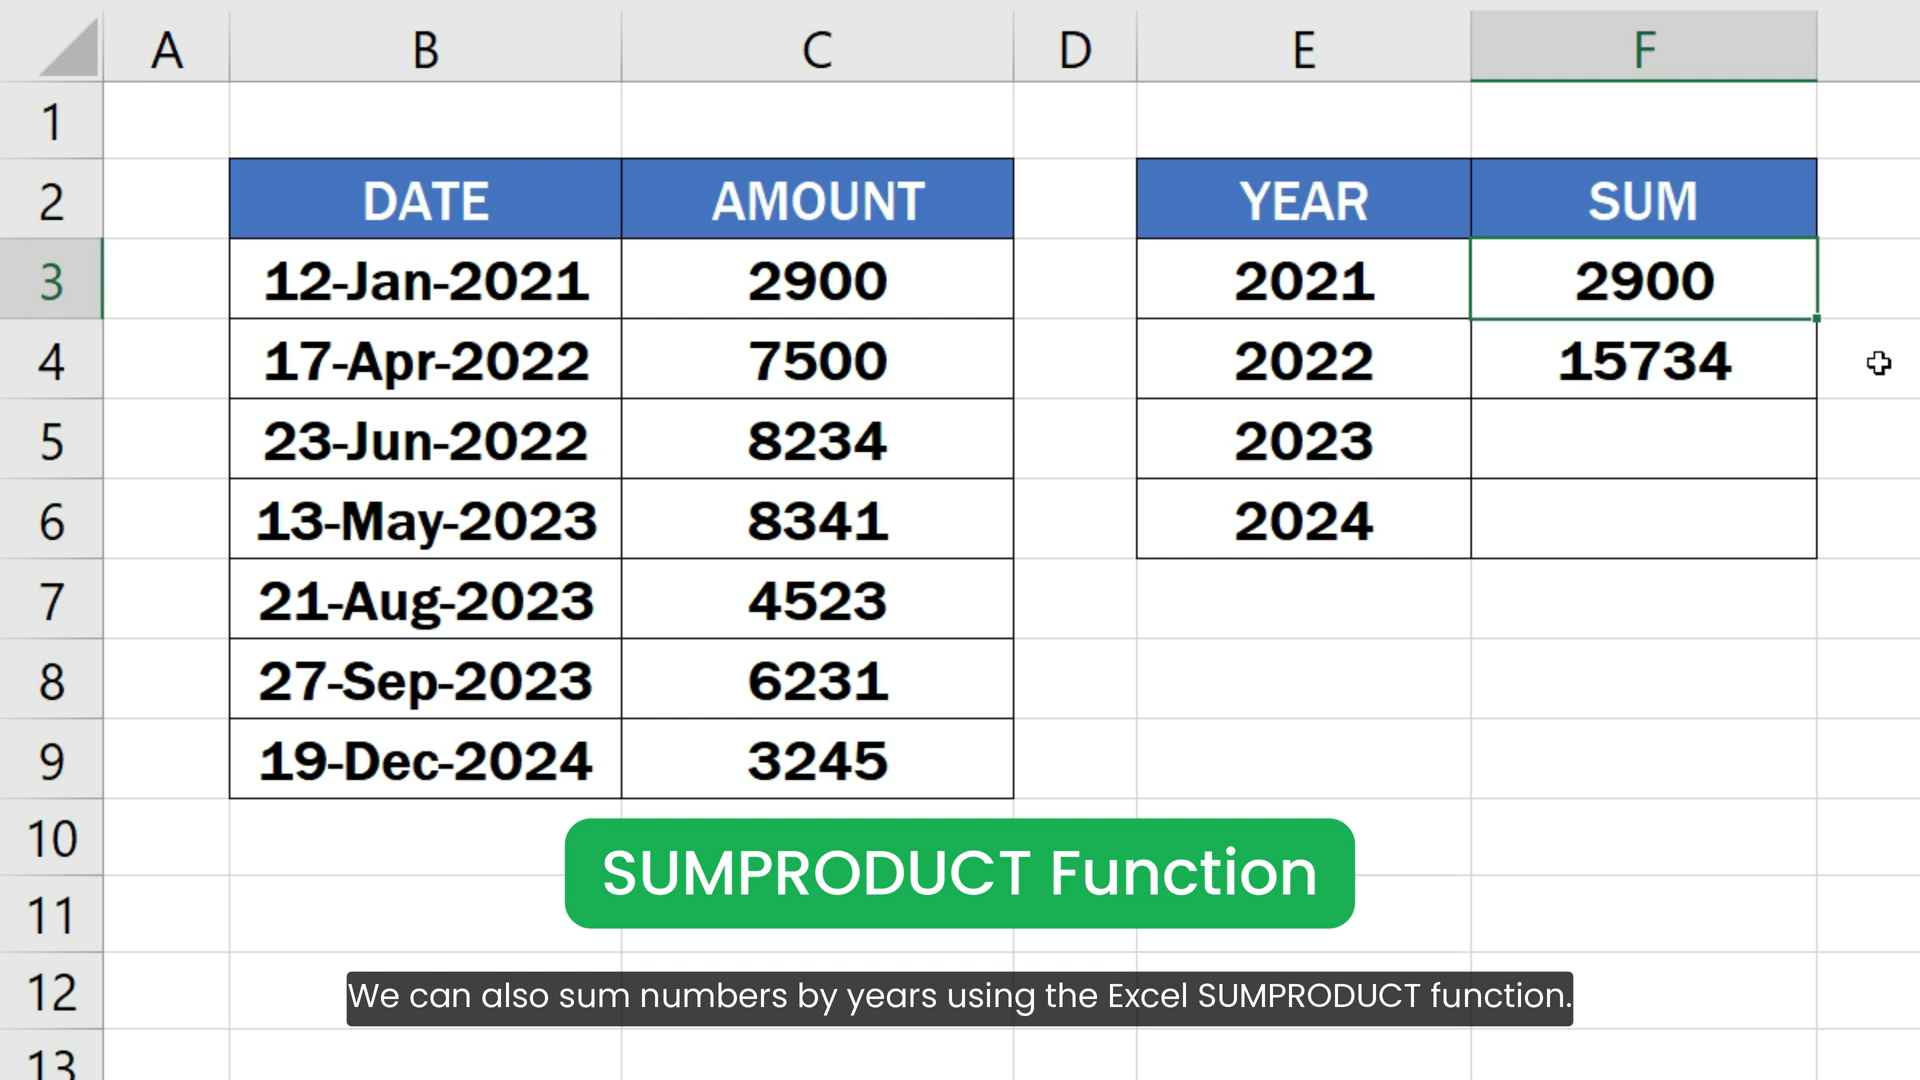 A B C D E F
1
2 DATE AMOUNT YEAR SUM
3 12-Jan-2021 2900 2021 2900
4 17-Apr-2022 7500 2022 15734
5 23-Jun-2022 8234 2023
6 13-May-2023 8341 2024
7 21-Aug-2023 4523
8 27-Sep-2023 6231
9 19-Dec-2024 3245
10
SUMPRODUCT Function
11
12
We can also sum numbers by years using the Excel SUMPRODUCT function.
13